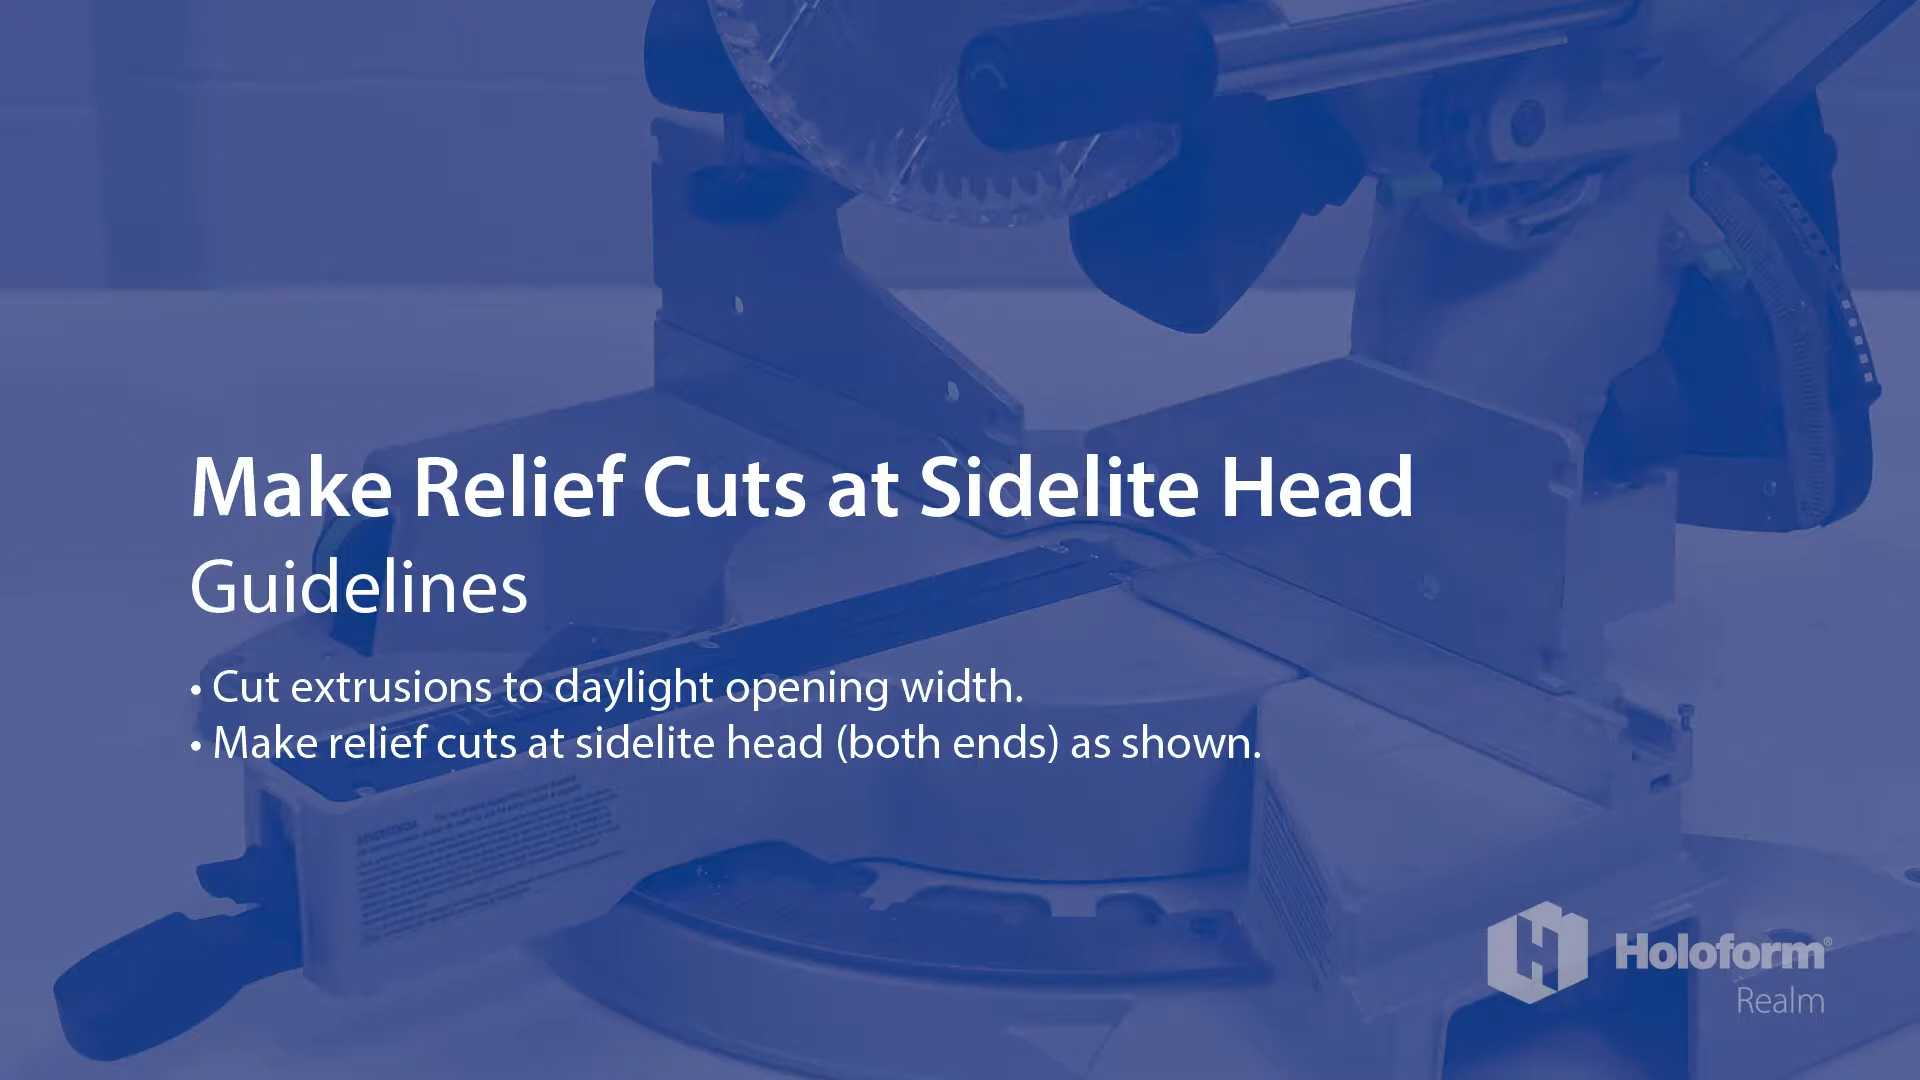 Make Relief Cuts at Sidelite Head
Guidelines
• Cut extrusions to daylight opening width.
• Make relief cuts at sidelite head (both ends) as shown.
Holoform®
Realm